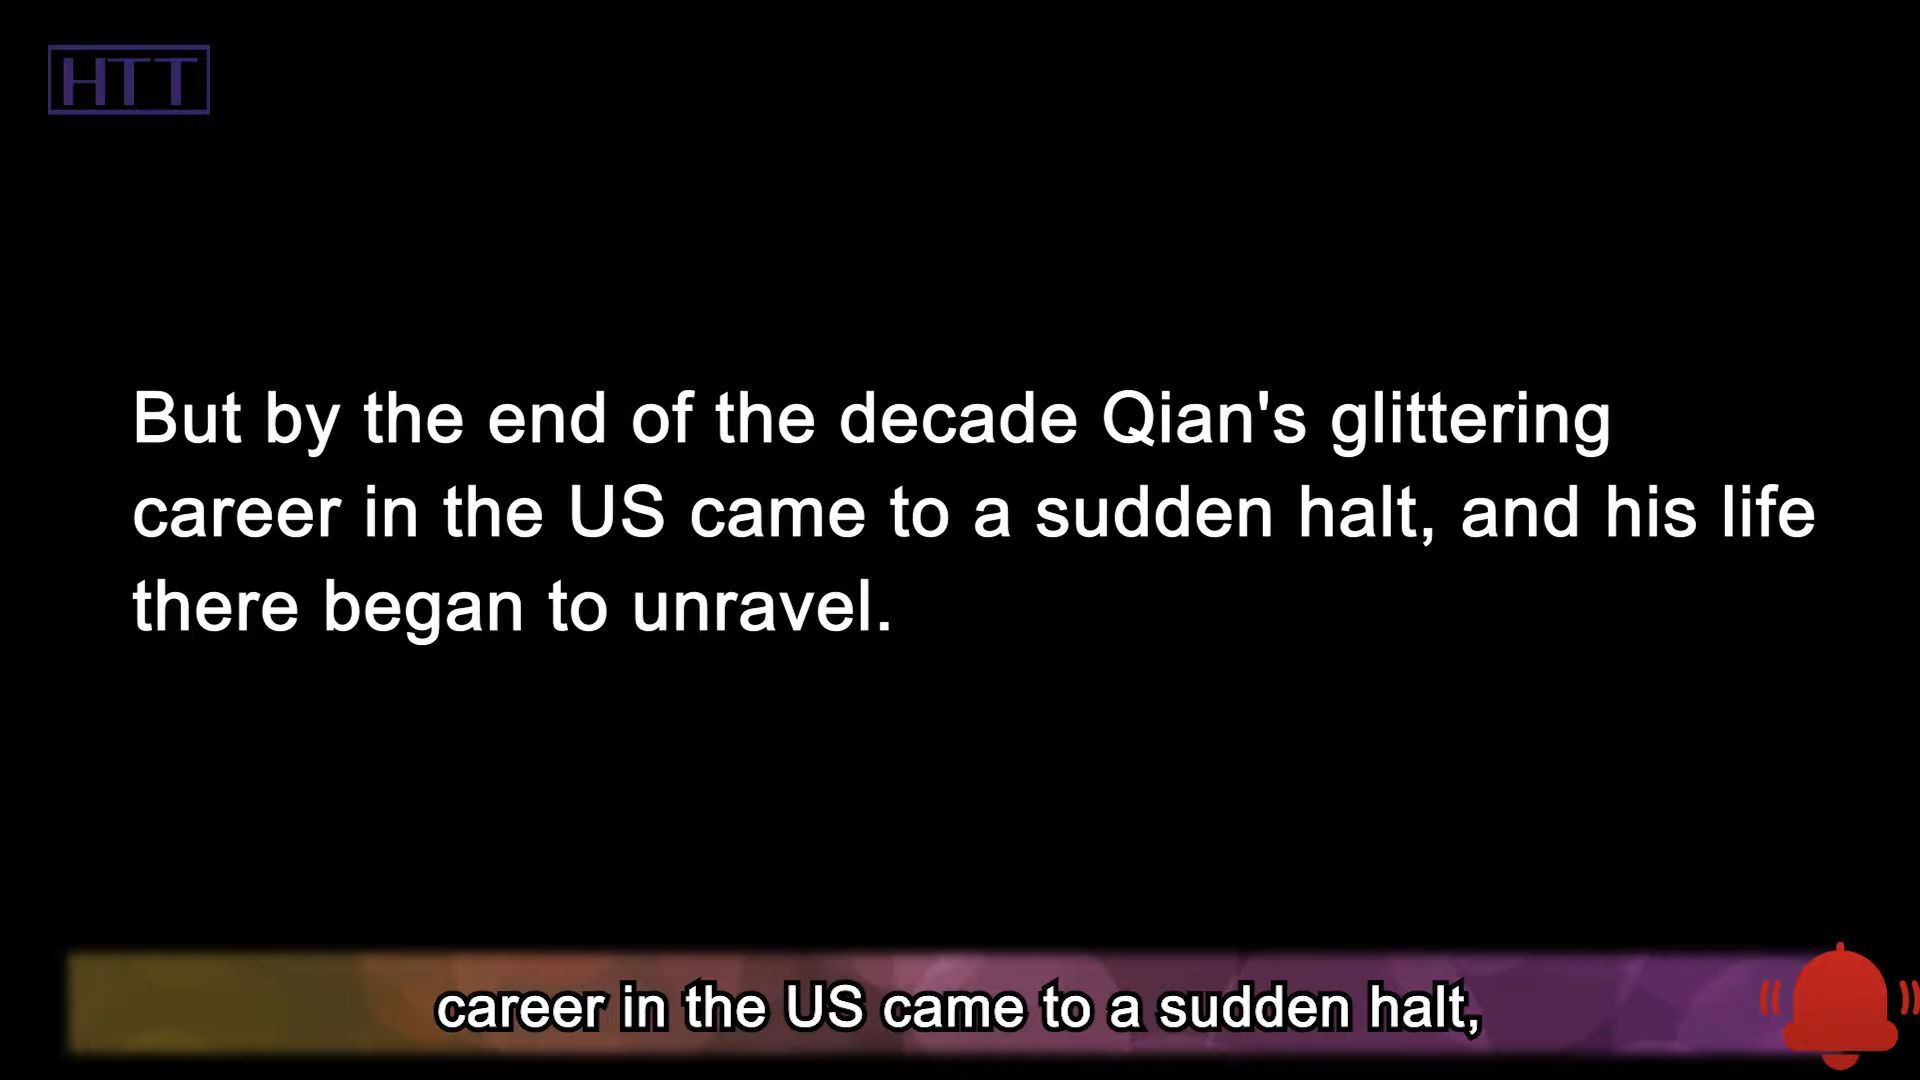 HTT
But by the end of the decade Qian's glittering
career in the US came to a sudden halt, and his life
there began to unravel.
career in the US came to a sudden halt,